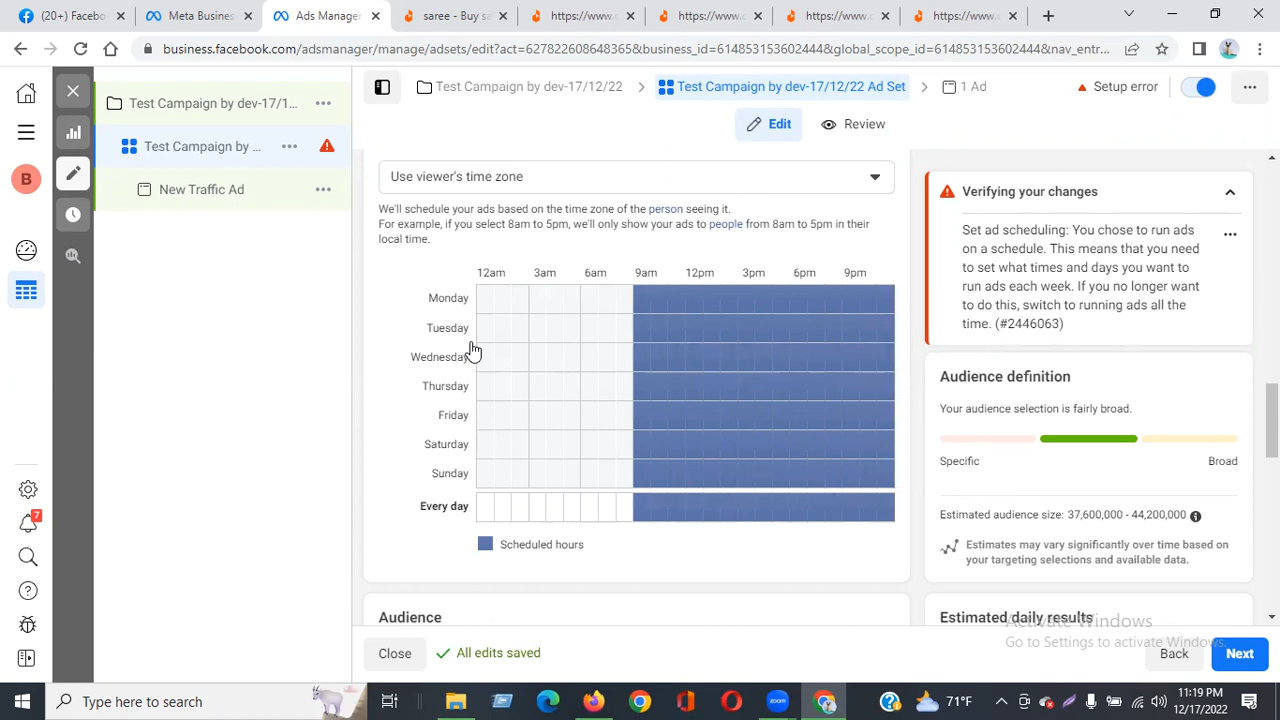 (20+) Facebo
Meta Business
Ads Manager
saree - Buy sa
https://www.s
https://www.c
https://www.c
https://www.c
business.facebook.com/adsmanager/manage/adsets/edit?act=6278226086483​65&business_id=614853153602444&global_scope_id=614853153602444&nav_entr...
Test Campaign by dev-17/1...
Test Campaign by ...
New Traffic Ad
B
7
Test Campaign by dev-17/12/22
Test Campaign by dev-17/12/22 Ad Set
1 Ad
Setup error
Edit
Review
Use viewer's time zone
We'll schedule your ads based on the time zone of the person seeing it.
For example, if you select 8am to 5pm, we'll only show your ads to people from 8am to 5pm in their
local time.
12am 3am 6am 9am 12pm 3pm 6pm 9pm
Monday
Tuesday
Wednesday
Thursday
Friday
Saturday
Sunday
Every day
Scheduled hours
Audience
Verifying your changes
Set ad scheduling: You chose to run ads
on a schedule. This means that you need
to set what times and days you want to
run ads each week. If you no longer want
to do this, switch to running ads all the
time. (#2446063)
Audience definition
Your audience selection is fairly broad.
Specific Broad
Estimated audience size: 37,600,000 - 44,200,000
Estimates may vary significantly over time based on
your targeting selections and available data.
Estimated daily results
Activate Windows
Go to Settings to activate Windows.
Close
All edits saved
Back
Next
Type here to search
71°F
11:19 PM
12/17/2022